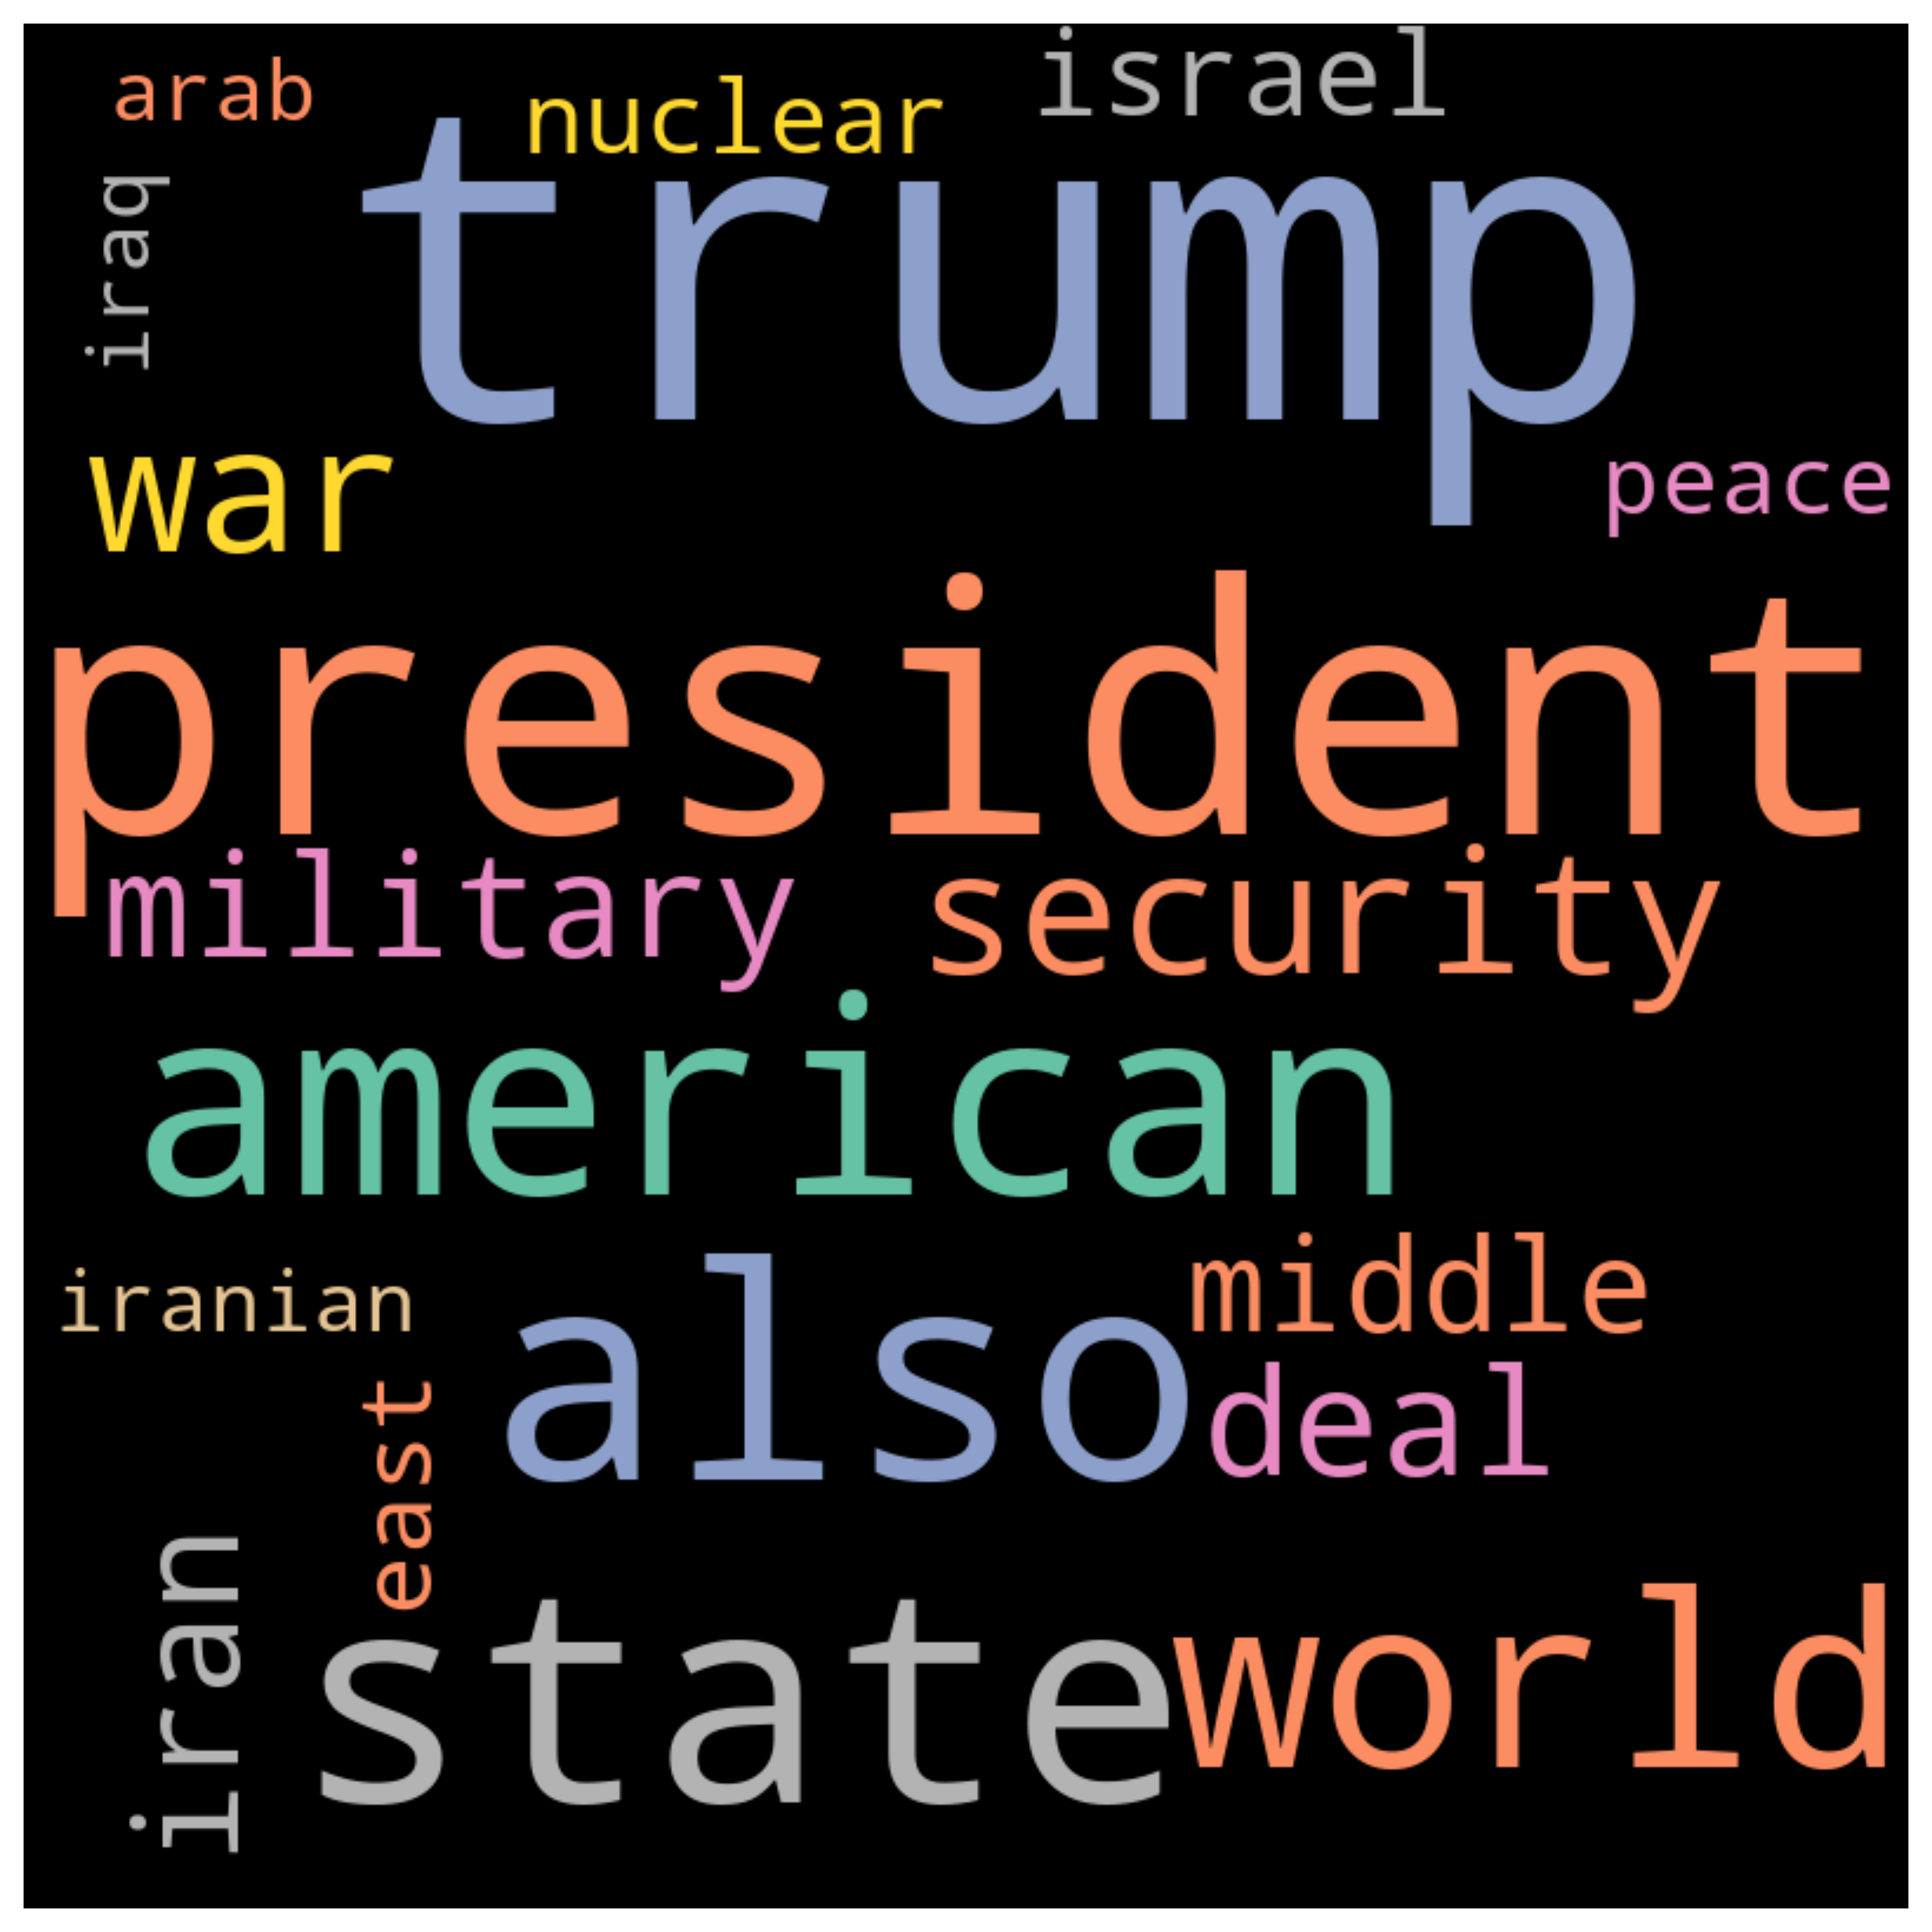 arab
nuclear
israel
iraq
trump
war
peace
president
military
security
american
iranian
also
middle
east
deal
iran
state
world